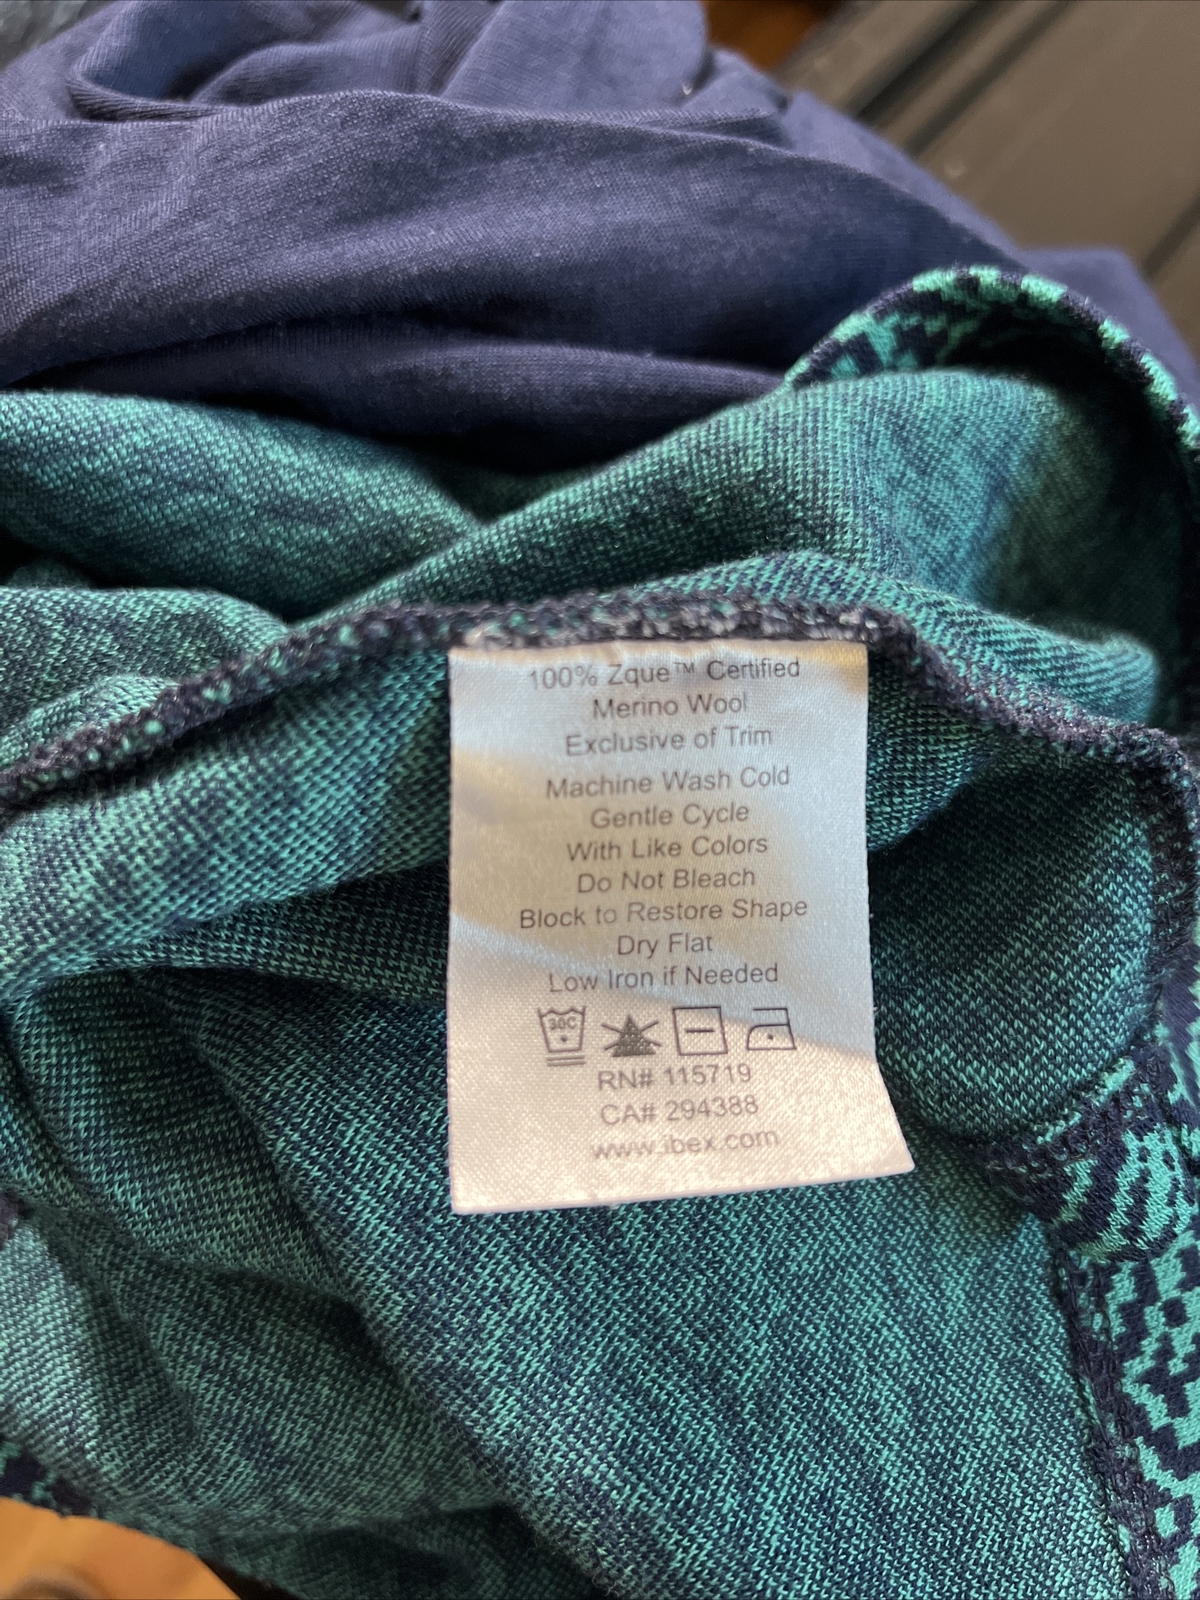 100% Zque™ Certified
Merino Wool
Exclusive of Trim
Machine Wash Cold
Gentle Cycle
With Like Colors
Do Not Bleach
Block to Restore Shape
Dry Flat
Low Iron if Needed
30C
RN# 115719
CA# 294388
www.ibex.com